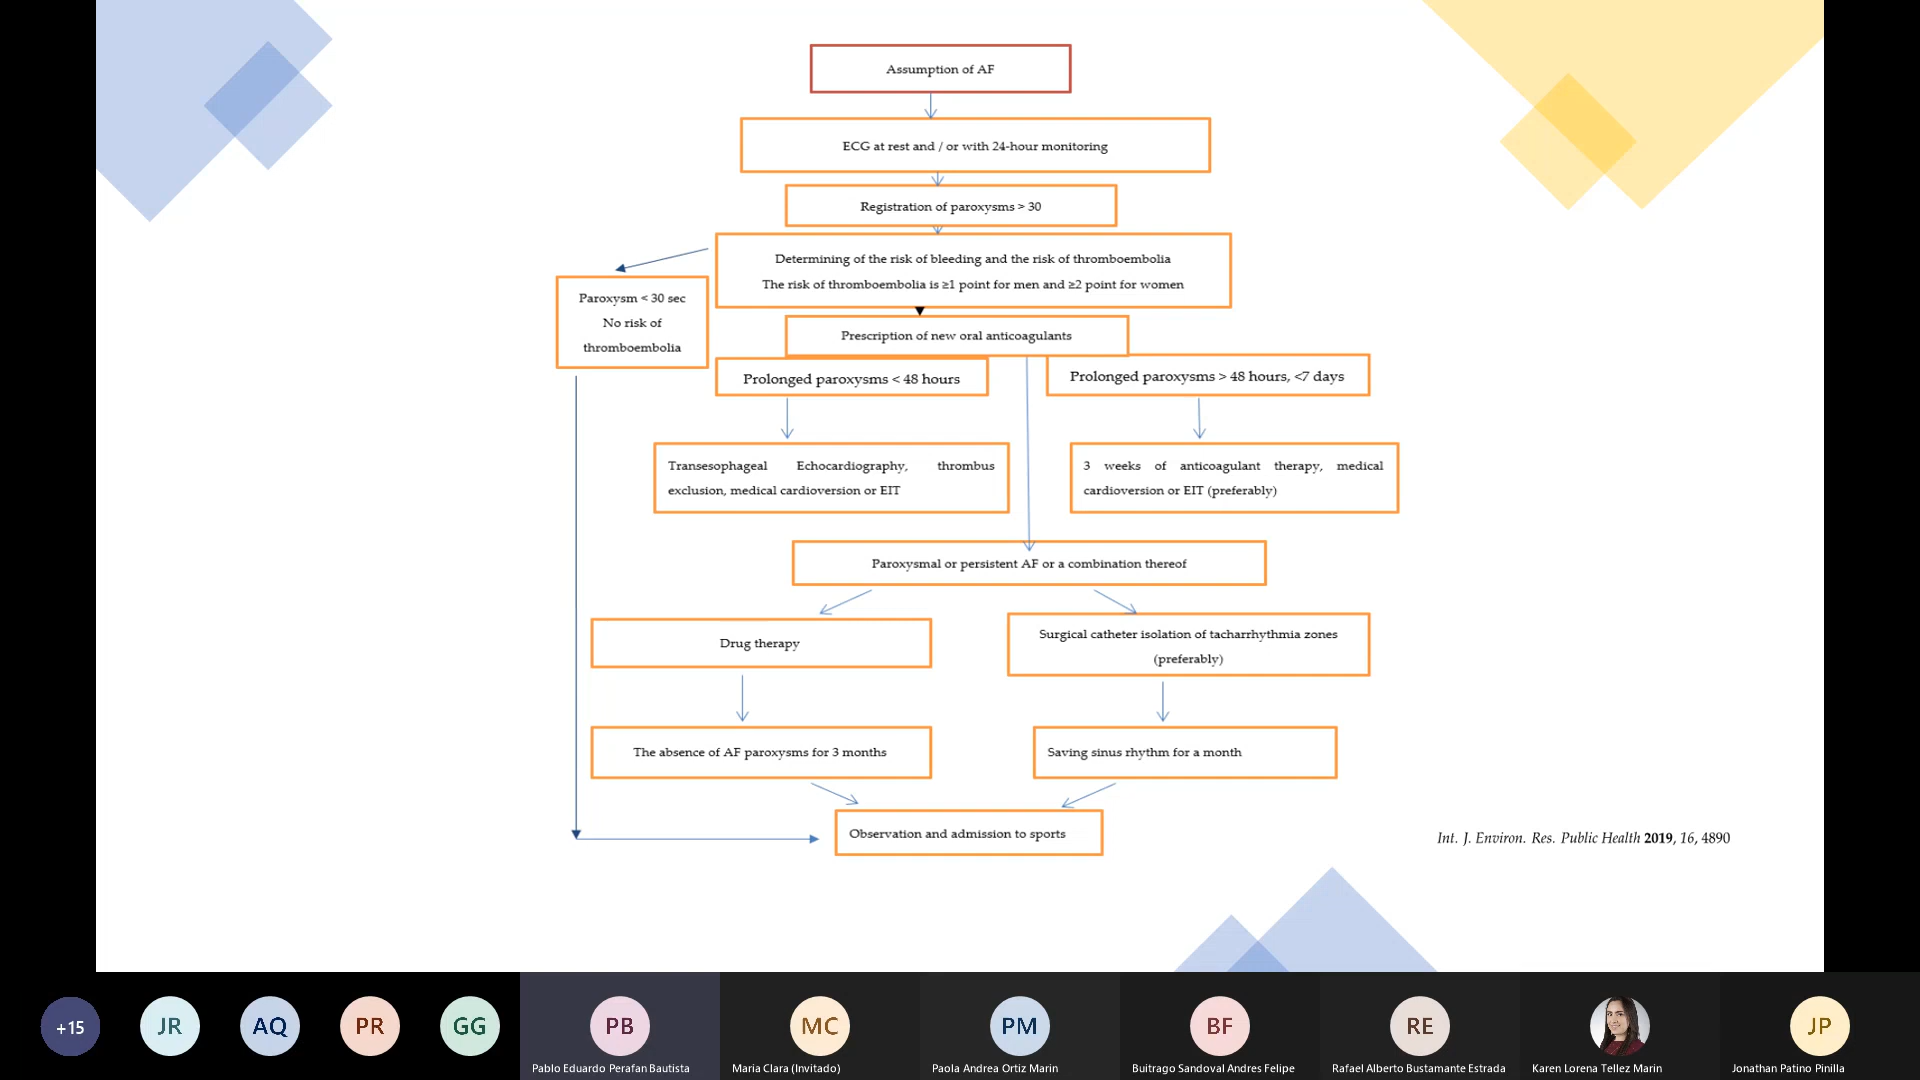 Assumption of AF
ECG at rest and / or with 24-hour monitoring
Registration of paroxysms > 30
Determining of the risk of bleeding and the risk of thromboembolia
The risk of thromboembolia is ≥1 point for men and ≥2 point for women
Paroxysm < 30 sec
No risk of
thromboembolia
Prescription of new oral anticoagulants
Prolonged paroxysms < 48 hours
Prolonged paroxysms > 48 hours, <7 days
Transesophageal Echocardiography, thrombus
exclusion, medical cardioversion or EIT
3 weeks of anticoagulant therapy, medical
cardioversion or EIT (preferably)
Paroxysmal or persistent AF or a combination thereof
Drug therapy
Surgical catheter isolation of tacharrhythmia zones
(preferably)
The absence of AF paroxysms for 3 months
Saving sinus rhythm for a month
Observation and admission to sports
Int. J. Environ. Res. Public Health 2019, 16, 4890
+15
JR
AQ
PR
GG
PB
MC
PM
BF
RE
JP
Pablo Eduardo Perafan Bautista
Maria Clara (Invitado)
Paola Andrea Ortiz Marin
Buitrago Sandoval Andres Felipe
Rafael Alberto Bustamante Estrada
Karen Lorena Tellez Marin
Jonathan Patino Pinilla